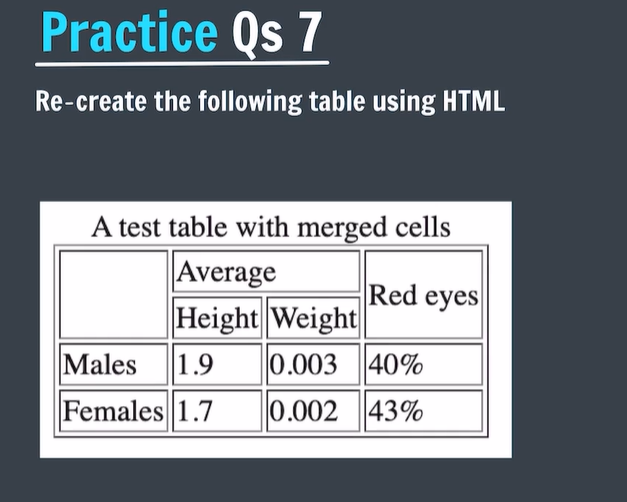 Practice Qs 7
Re-create the following table using HTML
A test table with merged cells
Average
Red eyes
Height Weight
Males 1.9 0.003 40%
Females 1.7 0.002 43%